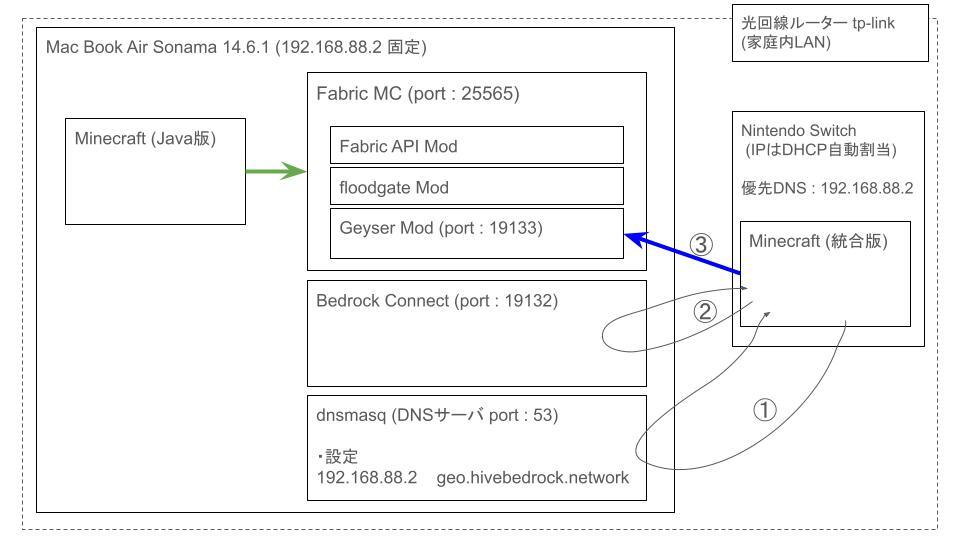 光回線ルーター tp-link
(家庭内LAN)
Mac Book Air Sonama 14.6.1 (192.168.88.2 固定)
Fabric MC (port : 25565)
Minecraft (Java版)
Fabric API Mod
floodgate Mod
Geyser Mod (port : 19133)
Nintendo Switch
(IPはDHCP自動割当)
優先DNS : 192.168.88.2
Minecraft (統合版)
③
Bedrock Connect (port : 19132)
②
dnsmasq (DNSサーバ port : 53)
①
・設定
192.168.88.2 geo.hivebedrock.network